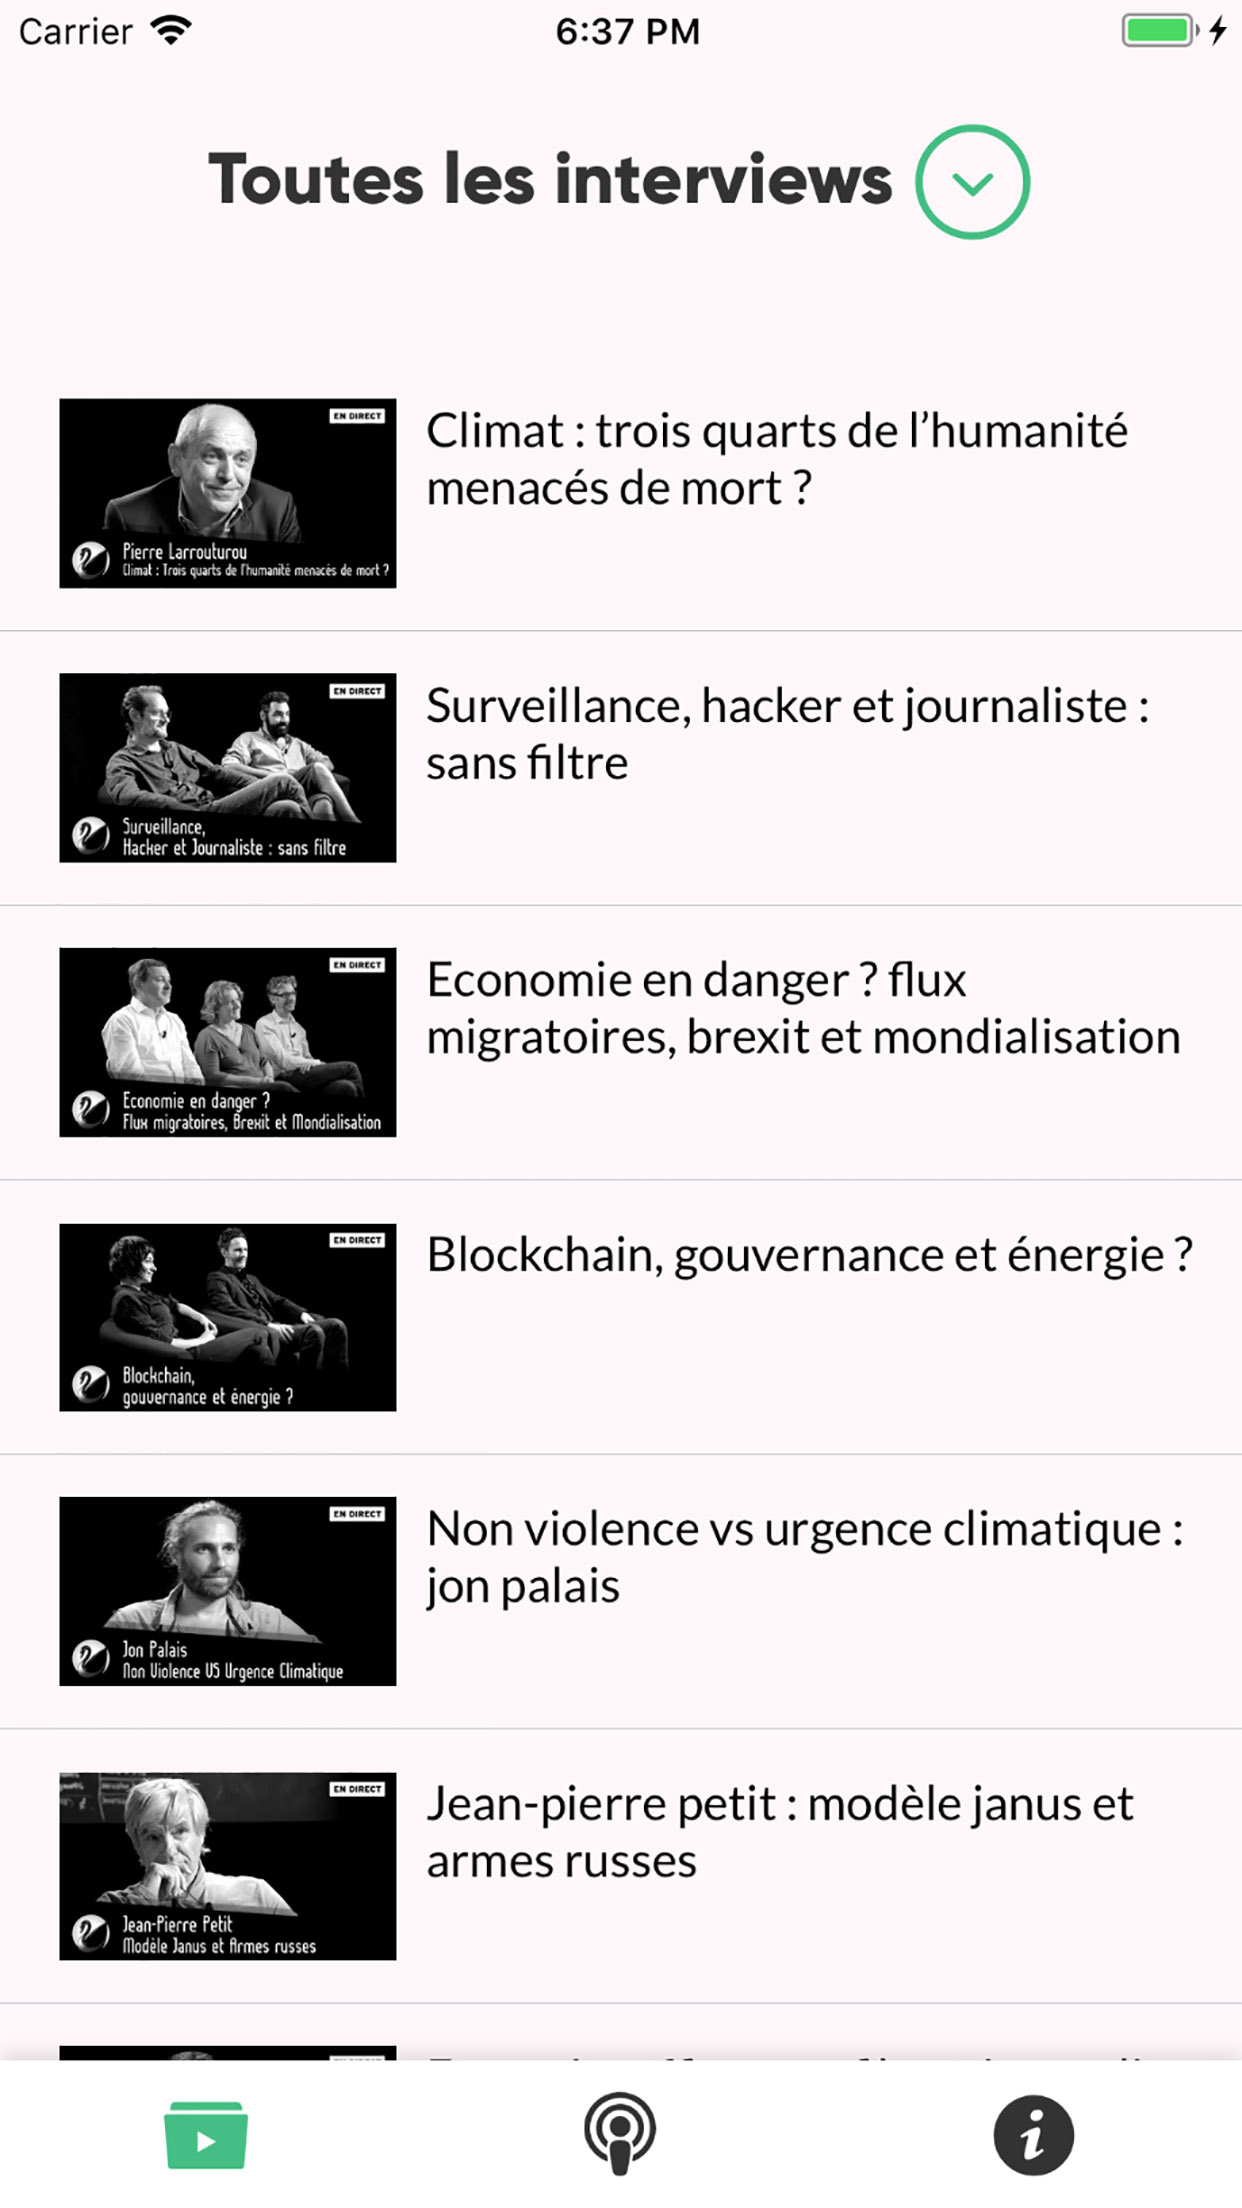 Carrier 6:37 PM
Toutes les interviews
EN DIRECT
Pierre Larrouturou
Climat : Trois quarts de l'humanité menacés de mort ?
Climat : trois quarts de l’humanité
menacés de mort ?
EN DIRECT
Surveillance,
Hacker et Journaliste : sans filtre
Surveillance, hacker et journaliste :
sans filtre
EN DIRECT
Economie en danger ?
Flux migratoires, Brexit et Mondialisation
Economie en danger ? flux
migratoires, brexit et mondialisation
EN DIRECT
Blockchain,
gouvernance et énergie ?
Blockchain, gouvernance et énergie ?
EN DIRECT
Jon Palais
Non Violence VS Urgence Climatique
Non violence vs urgence climatique :
jon palais
EN DIRECT
Jean-Pierre Petit
Modèle Janus et Armes russes
Jean-pierre petit : modèle janus et
armes russes